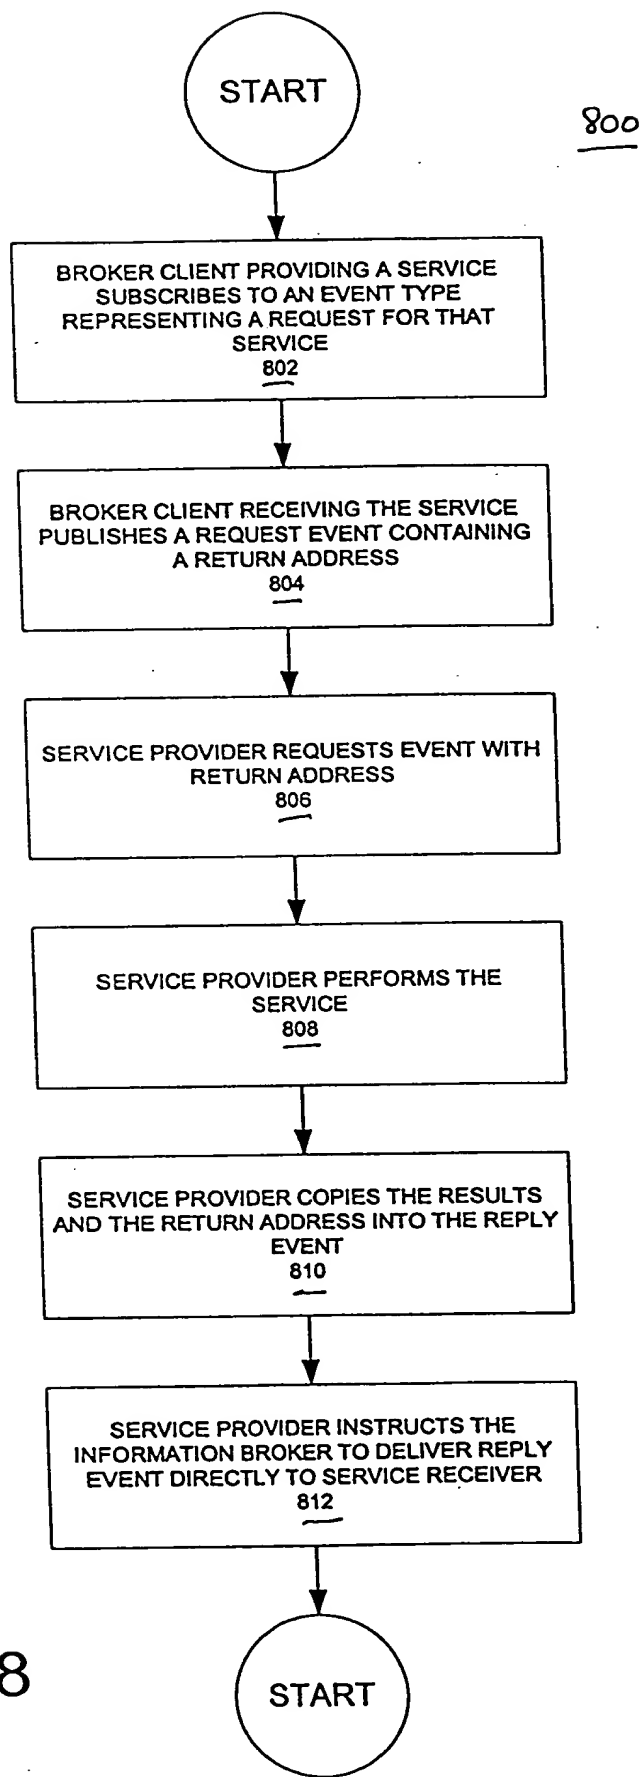 START
800
BROKER CLIENT PROVIDING A SERVICE
SUBSCRIBES TO AN EVENT TYPE
REPRESENTING A REQUEST FOR THAT
SERVICE
802
BROKER CLIENT RECEIVING THE SERVICE
PUBLISHES A REQUEST EVENT CONTAINING
A RETURN ADDRESS
804
SERVICE PROVIDER REQUESTS EVENT WITH
RETURN ADDRESS
806
SERVICE PROVIDER PERFORMS THE
SERVICE
808
SERVICE PROVIDER COPIES THE RESULTS
AND THE RETURN ADDRESS INTO THE REPLY
EVENT
810
SERVICE PROVIDER INSTRUCTS THE
INFORMATION BROKER TO DELIVER REPLY
EVENT DIRECTLY TO SERVICE RECEIVER
812
8
START